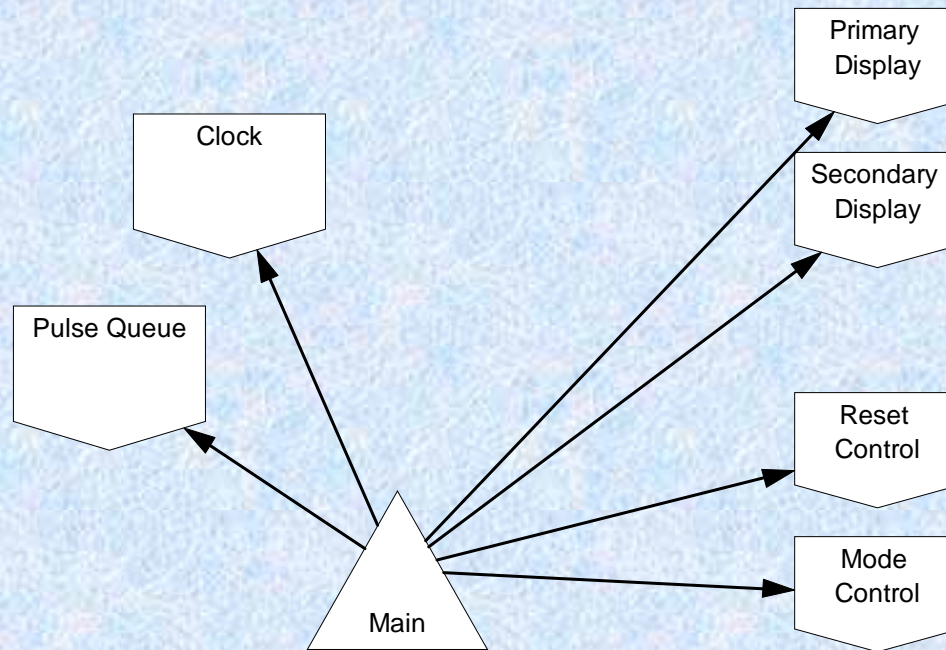 Primary
Display
Clock
Secondary
Display
Pulse Queue
Reset
Control
Mode
Control
Main